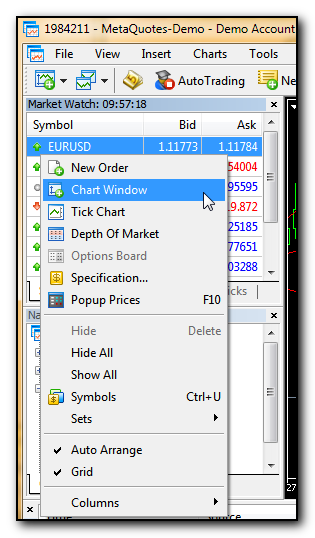 1984211 - MetaQuotes-Demo - Demo Account
File View Insert Charts Tools
AutoTrading Ne
Market Watch: 09:57:18
Symbol Bid Ask
EURUSD 1.11773 1.11784
New Order 54004
Chart Window 95595
Tick Chart 9.872
Depth Of Market 25185
Options Board 77651
Specification... 03288
Popup Prices F10 icks
Hide Delete
Hide All
Show All
Symbols Ctrl+U
Sets
Auto Arrange
Grid
Columns 27